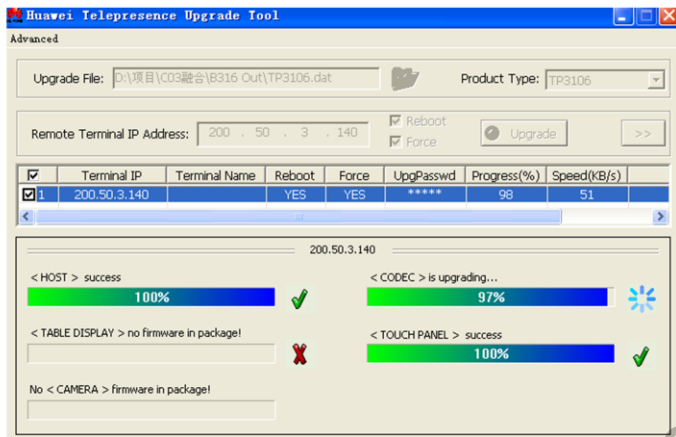 Huawei Telepresence Upgrade Tool
Advanced
Upgrade File: D:\项目\C03融合\B316 Out\TP3106.dat Product Type: TP3106
Remote Terminal IP Address: 200 . 50 . 3 . 140 Reboot Force Upgrade >>
Terminal IP Terminal Name Reboot Force UpgPasswd Progress(%) Speed(KB/s)
1 200.50.3.140 YES YES ***** 98 51
200.50.3.140
< HOST > success < CODEC > is upgrading...
100% 97%
< TABLE DISPLAY > no firmware in package! < TOUCH PANEL > success
100%
No < CAMERA > firmware in package!